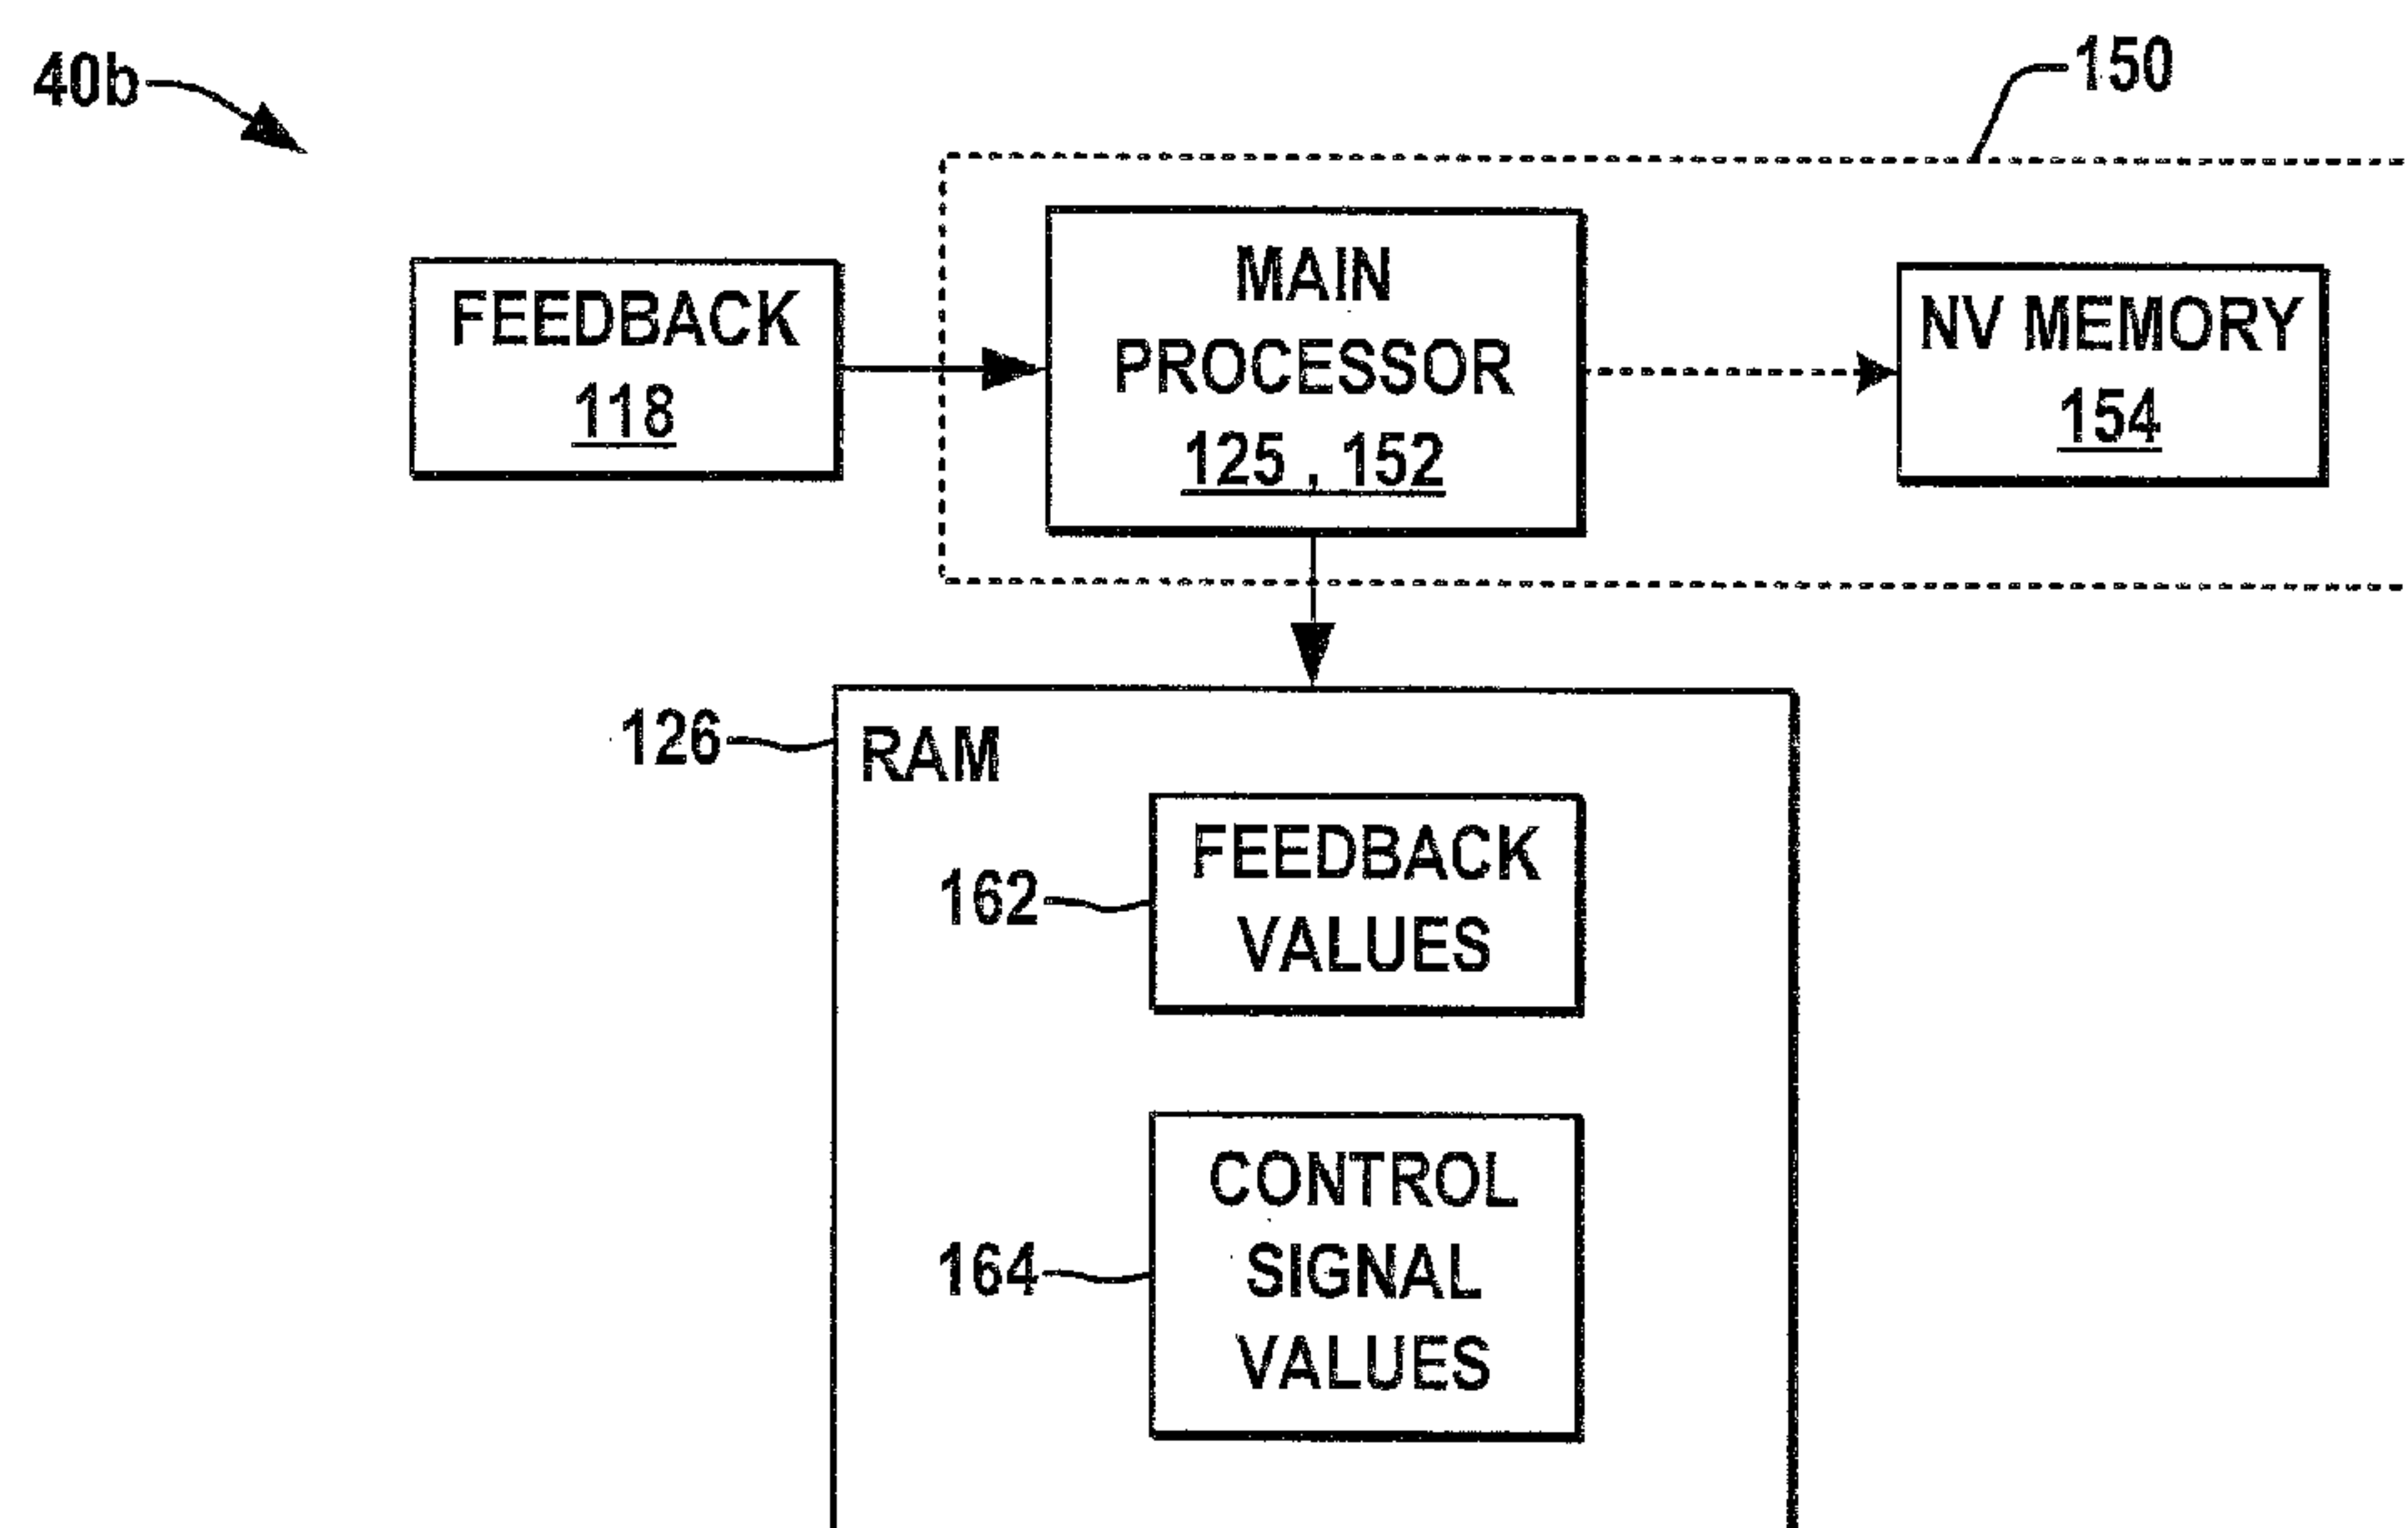 40b
150
FEEDBACK
118
MAIN
PROCESSOR
125 , 152
NV MEMORY
154
126
RAM
162
FEEDBACK
VALUES
164
CONTROL
SIGNAL
VALUES